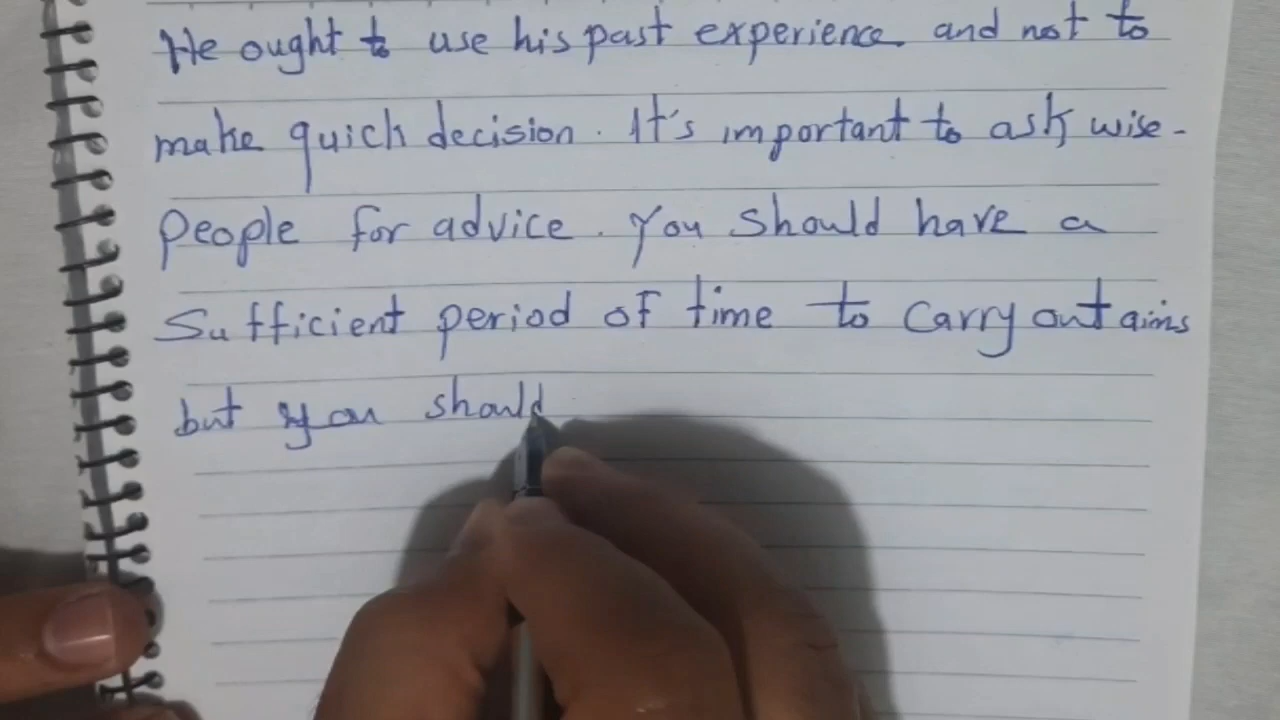 He ought to use his past experience and not to
make quick decision. It's important to ask wise-
people for advice. You should have a
Sufficient period of time to carry out aims
but you should